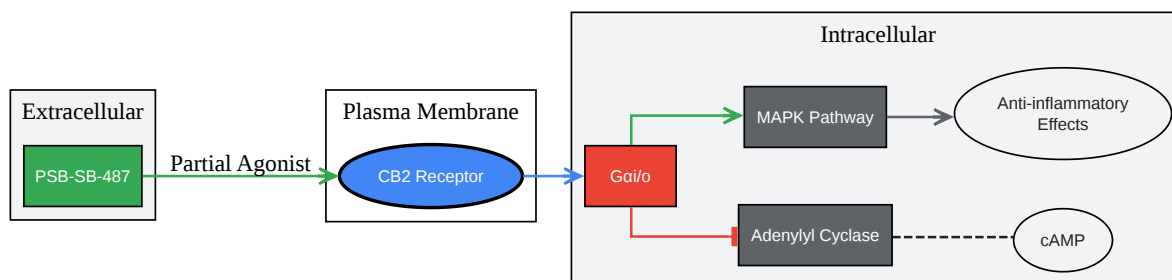 Extracellular
PSB-SB-487
Partial Agonist
Plasma Membrane
CB2 Receptor
Intracellular
Gαi/o
MAPK Pathway
Anti-inflammatory
Effects
Adenylyl Cyclase
cAMP